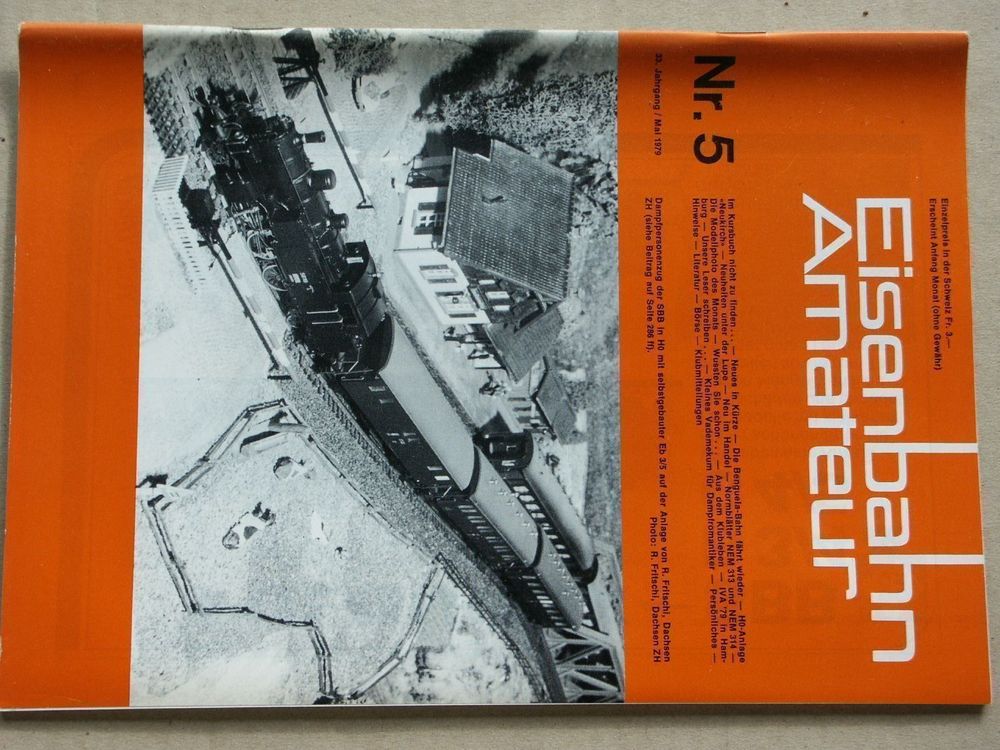 Einzelpreis in der Schweiz Fr. 3.—
Erscheint Anfang Monat (ohne Gewähr)
Eisenbahn
Amateur
Nr. 5
33. Jahrgang / Mai 1979
Im Kursbuch nicht zu finden... — Neues in Kürze — Die Benguela-Bahn fährt wieder — H0-Anlage
«Neukirch» — Neuheiten unter der Lupe — Neu im Handel — Normblätter NEM 313 und NEM 314 —
Die Modellphoto des Monats — Wussten Sie schon... — Aus dem Klubleben — IVA '79 in Ham-
burg — Unsere Leser schreiben... — Kleines Vademekum für Dampfromantiker — Persönliches —
Hinweise — Literatur — Börse — Klubmitteilungen
Dampfpersonenzug der SBB in H0 mit selbstgebauter Eb 3/5 auf der Anlage von R. Fritschi, Dachsen
ZH (siehe Beitrag auf Seite 286 ff).
Photo: R. Fritschi, Dachsen ZH